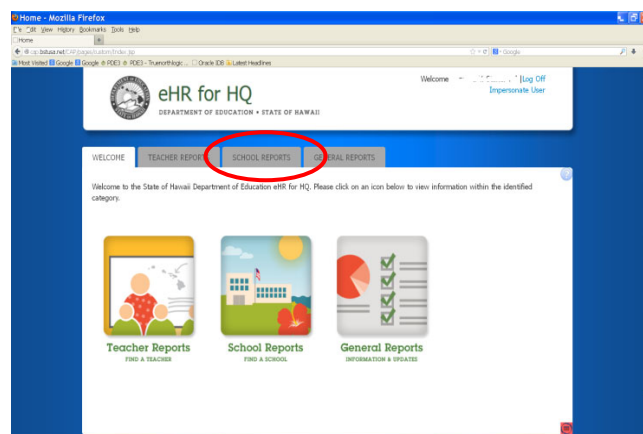 Home - Mozilla Firefox
Edit View History Bookmarks Tools Help
Home
Google
Most Visited Google Google PDE3 PDE3 - Truenorthlogic ... Oracle IDB Latest Headlines
Welcome Log Off
Impersonate User
eHR for HQ
DEPARTMENT OF EDUCATION • STATE OF HAWAII
WELCOME TEACHER REPORTS SCHOOL REPORTS GENERAL REPORTS
Welcome to the State of Hawaii Department of Education eHR for HQ. Please click on an icon below to view information within the identified
category.
Teacher Reports School Reports General Reports
FIND A TEACHER FIND A SCHOOL INFORMATION & UPDATES